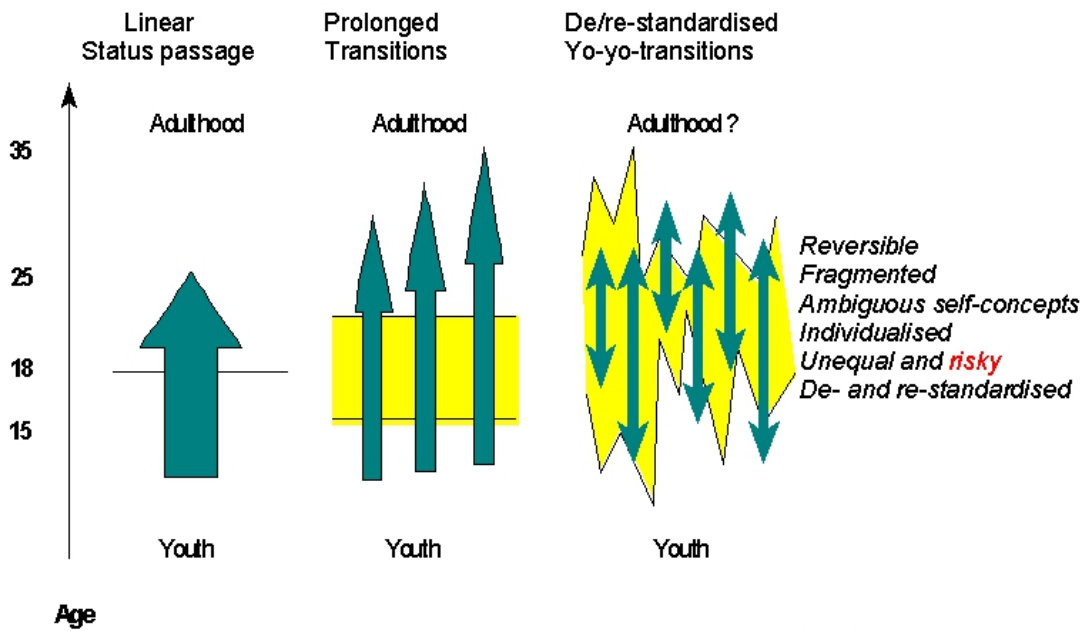 Linear
Status passage
Prolonged
Transitions
De/re-standardised
Yo-yo-transitions
Adulthood
Adulthood
Adulthood ?
35
25
18
15
Reversible
Fragmented
Ambiguous self-concepts
Individualised
Unequal and risky
De- and re-standardised
Youth
Youth
Youth
Age